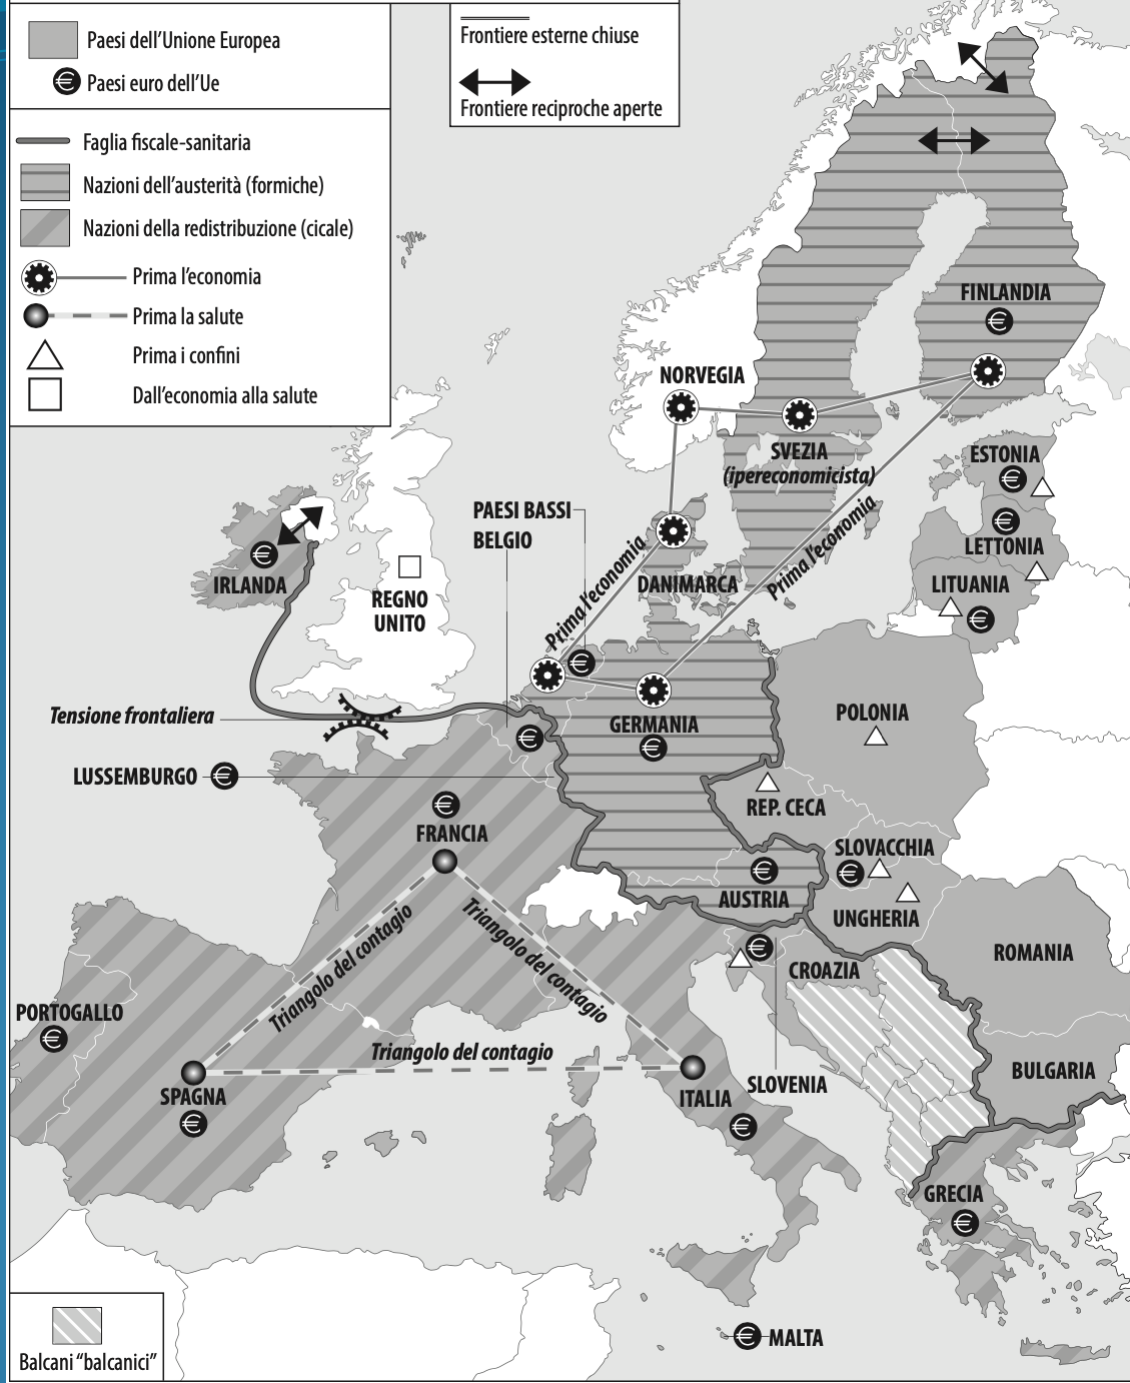 Paesi dell'Unione Europea
€ Paesi euro dell'Ue
Frontiere esterne chiuse
Frontiere reciproche aperte
Faglia fiscale-sanitaria
Nazioni dell'austerità (formiche)
Nazioni della redistribuzione (cicale)
Prima l'economia
Prima la salute
Prima i confini
Dall'economia alla salute
FINLANDIA
€
NORVEGIA
SVEZIA
(ipereconomicista)
ESTONIA
€
€
LETTONIA
LITUANIA
€
PAESI BASSI
BELGIO
€
IRLANDA
REGNO
UNITO
DANIMARCA
Prima l'economia
Prima l'economia
€
Tensione frontaliera
GERMANIA
€
€
POLONIA
LUSSEMBURGO €
REP. CECA
€
FRANCIA
SLOVACCHIA
€
€
AUSTRIA
UNGHERIA
Triangolo del contagio
Triangolo del contagio
€
CROAZIA
ROMANIA
PORTOGALLO
€
Triangolo del contagio
SPAGNA
€
ITALIA
€
SLOVENIA
BULGARIA
GRECIA
€
€ MALTA
Balcani "balcanici"